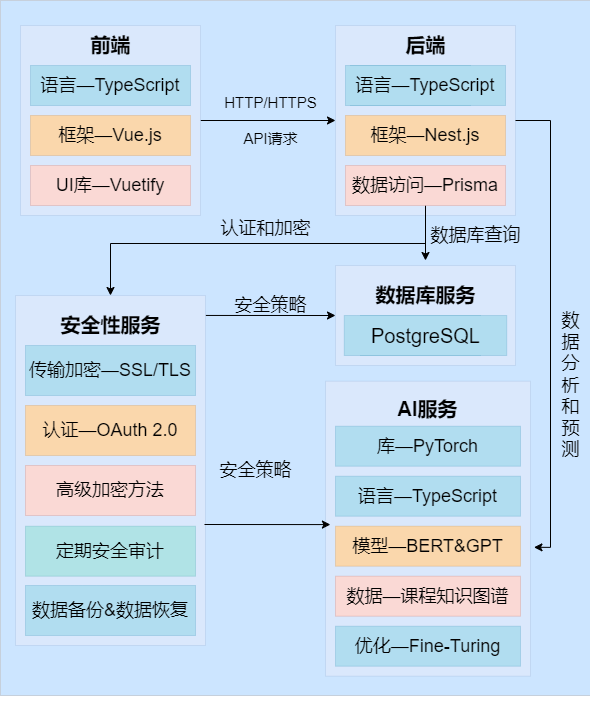 前端
语言—TypeScript
框架—Vue.js
UI库—Vuetify
HTTP/HTTPS
API请求
后端
语言—TypeScript
框架—Nest.js
数据访问—Prisma
认证和加密
数据库查询
安全性服务
传输加密—SSL/TLS
认证—OAuth 2.0
高级加密方法
定期安全审计
数据备份&数据恢复
安全策略
数据库服务
PostgreSQL
安全策略
AI服务
库—PyTorch
语言—TypeScript
模型—BERT&GPT
数据—课程知识图谱
优化—Fine-Turing
数据分析和预测